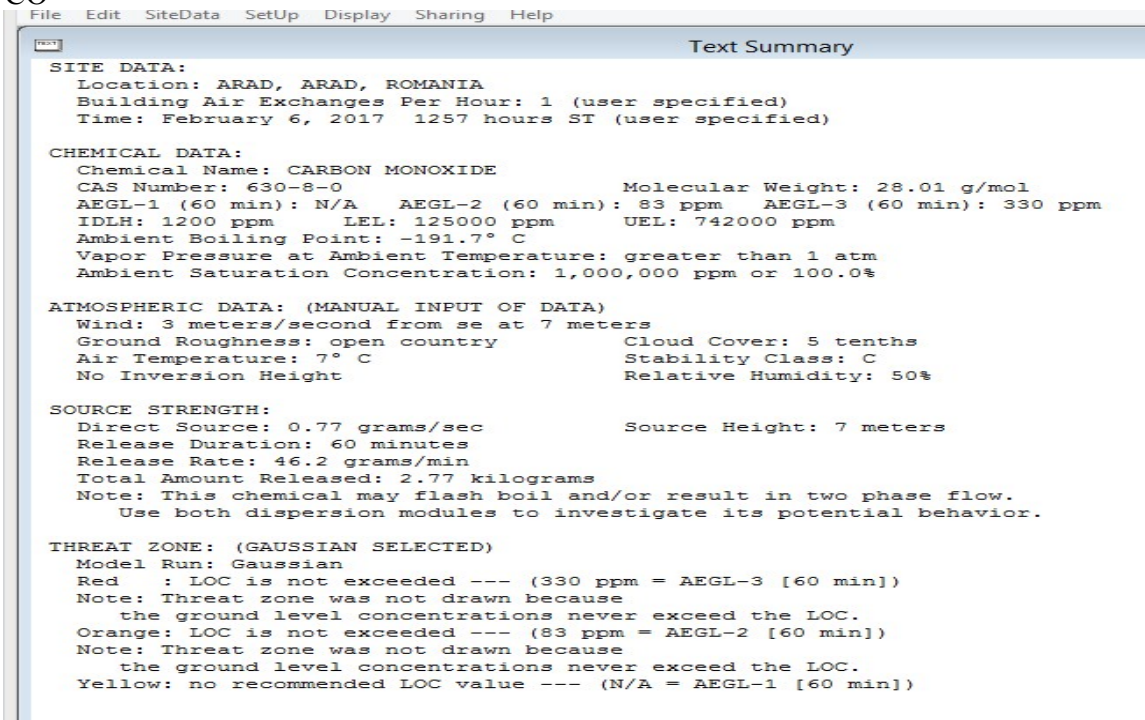 CO
File Edit SiteData SetUp Display Sharing Help
TEXT
Text Summary
SITE DATA:
Location: ARAD, ARAD, ROMANIA
Building Air Exchanges Per Hour: 1 (user specified)
Time: February 6, 2017 1257 hours ST (user specified)
CHEMICAL DATA:
Chemical Name: CARBON MONOXIDE
CAS Number: 630-8-0 Molecular Weight: 28.01 g/mol
AEGL-1 (60 min): N/A AEGL-2 (60 min): 83 ppm AEGL-3 (60 min): 330 ppm
IDLH: 1200 ppm LEL: 125000 ppm UEL: 742000 ppm
Ambient Boiling Point: -191.7° C
Vapor Pressure at Ambient Temperature: greater than 1 atm
Ambient Saturation Concentration: 1,000,000 ppm or 100.0%
ATMOSPHERIC DATA: (MANUAL INPUT OF DATA)
Wind: 3 meters/second from se at 7 meters
Ground Roughness: open country Cloud Cover: 5 tenths
Air Temperature: 7° C Stability Class: C
No Inversion Height Relative Humidity: 50%
SOURCE STRENGTH:
Direct Source: 0.77 grams/sec Source Height: 7 meters
Release Duration: 60 minutes
Release Rate: 46.2 grams/min
Total Amount Released: 2.77 kilograms
Note: This chemical may flash boil and/or result in two phase flow.
Use both dispersion modules to investigate its potential behavior.
THREAT ZONE: (GAUSSIAN SELECTED)
Model Run: Gaussian
Red : LOC is not exceeded --- (330 ppm = AEGL-3 [60 min])
Note: Threat zone was not drawn because
the ground level concentrations never exceed the LOC.
Orange: LOC is not exceeded --- (83 ppm = AEGL-2 [60 min])
Note: Threat zone was not drawn because
the ground level concentrations never exceed the LOC.
Yellow: no recommended LOC value --- (N/A = AEGL-1 [60 min])